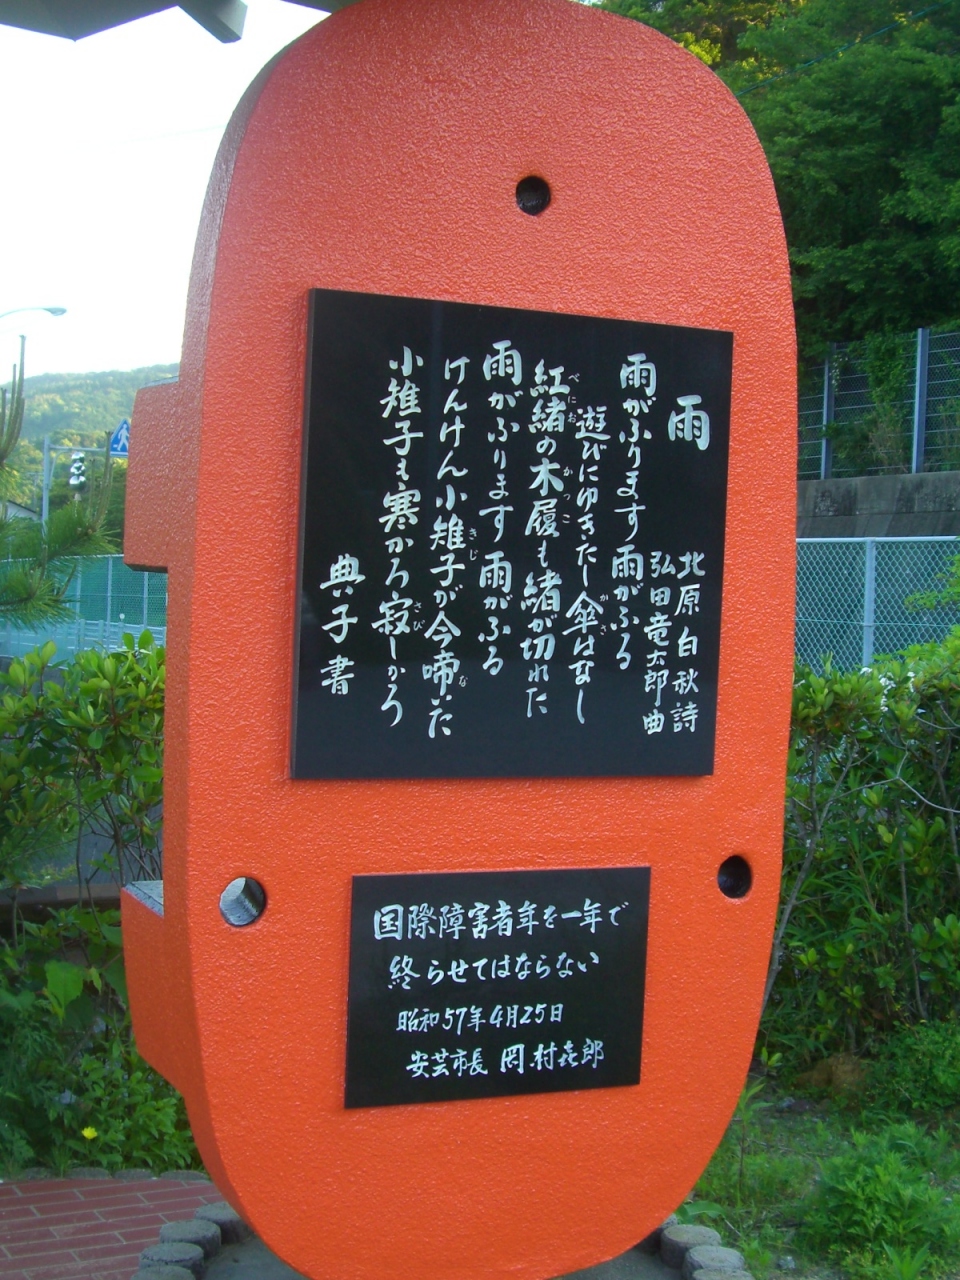 雨
北原白秋詩
弘田竜太郎曲
雨がふります 雨がふる
遊びにゆきたし傘はなし
紅緒の木履も緒が切れた
雨がふります 雨がふる
けんけん小雉子が今啼いた
小雉子も寒かろ寂しかろ
典子書
国際障害者年を一年で
終らせてはならない
昭和57年4月25日
安芸市長 岡村㐂郎